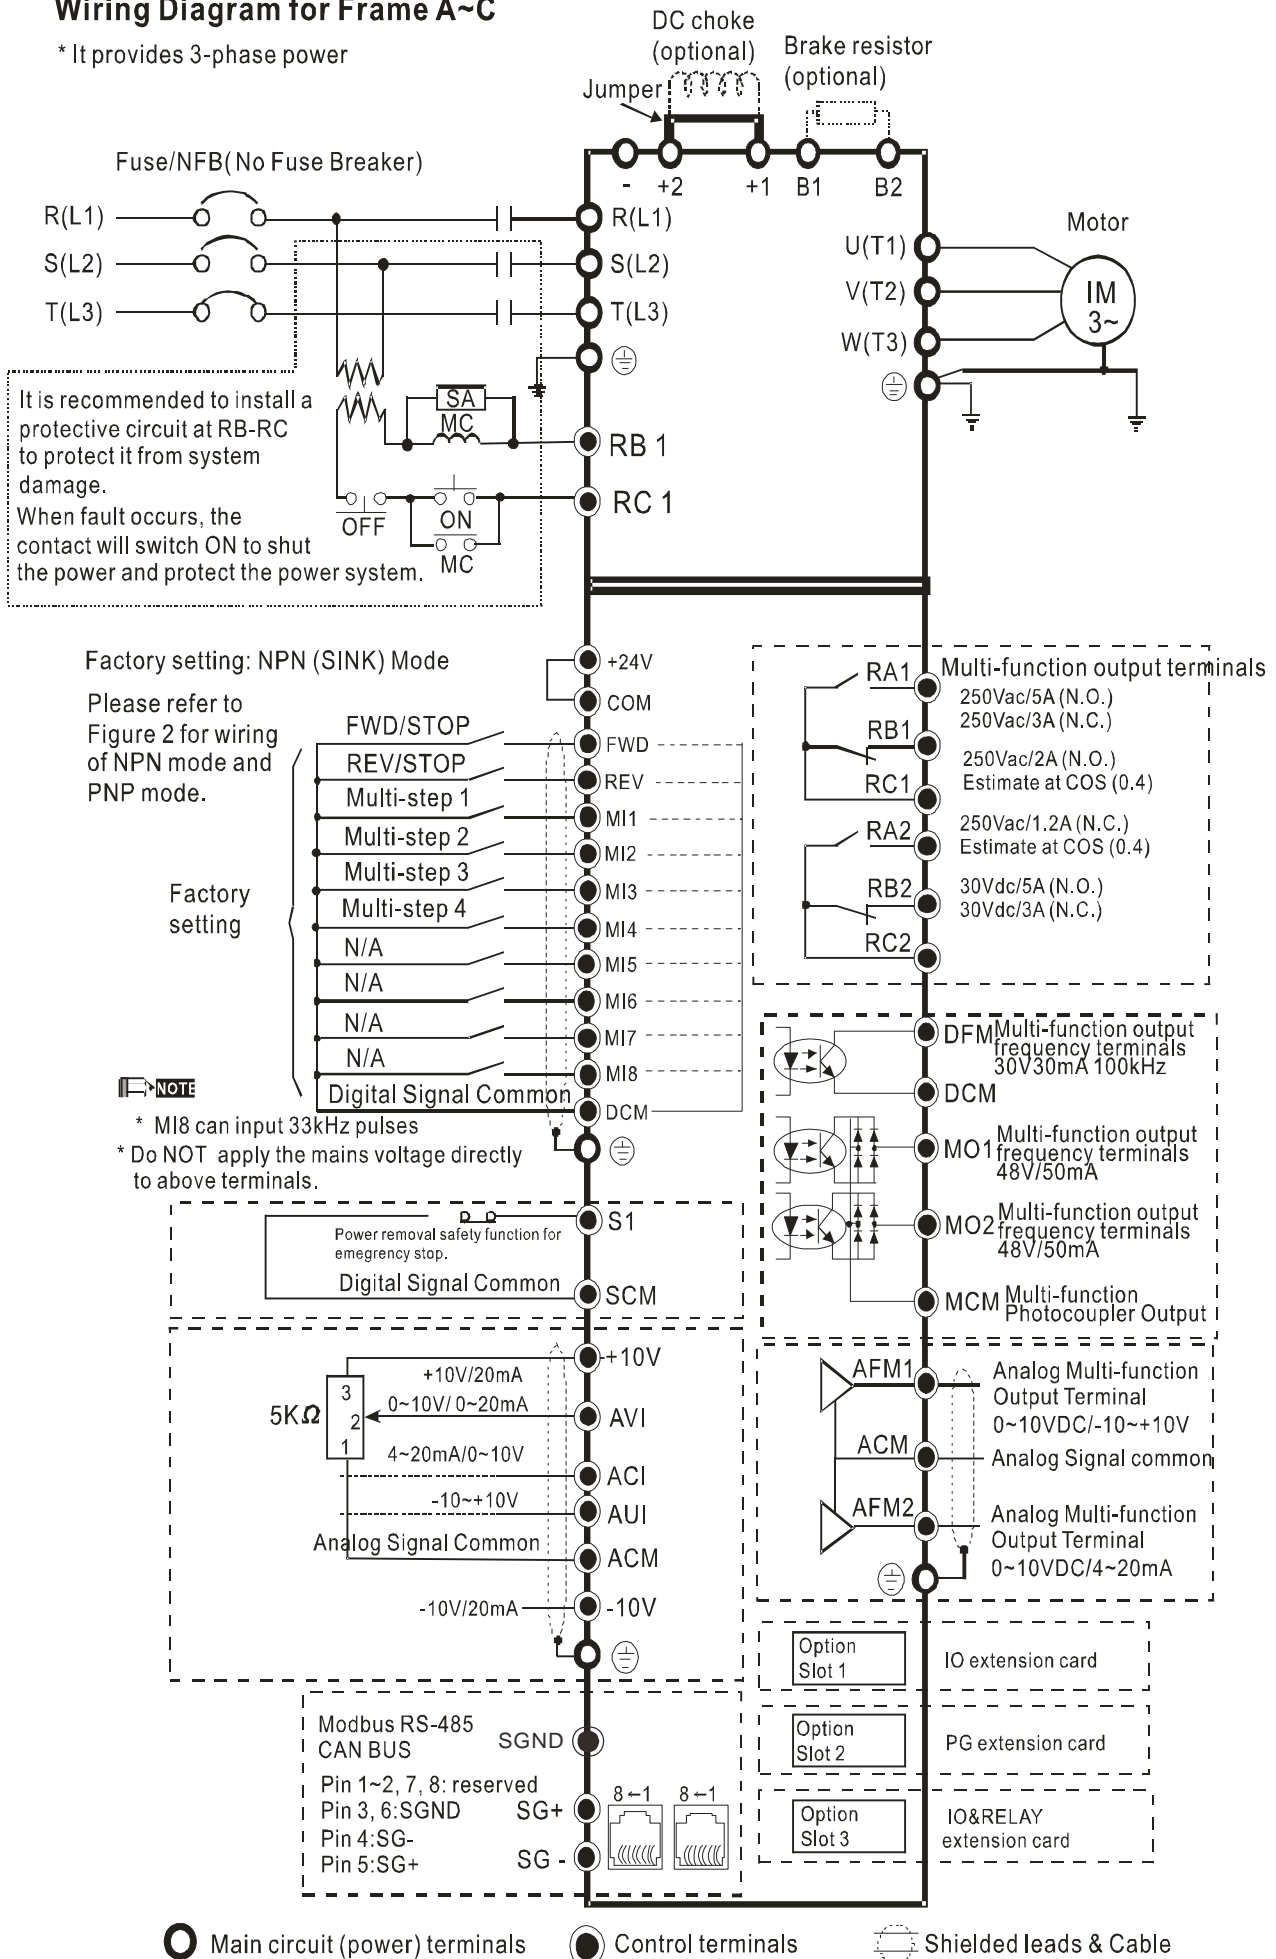 Wiring Diagram for Frame A~C
* It provides 3-phase power
DC choke
(optional)
Brake resistor
(optional)
Jumper
Fuse/NFB(No Fuse Breaker)
- +2 +1 B1 B2
R(L1) R(L1)
S(L2) S(L2)
T(L3) T(L3)
U(T1)
V(T2)
W(T3)
Motor
IM
3~
It is recommended to install a
protective circuit at RB-RC
to protect it from system
damage.
When fault occurs, the
contact will switch ON to shut
the power and protect the power system.
SA
MC
RB 1
RC 1
OFF
ON
MC
Factory setting: NPN (SINK) Mode
Please refer to
Figure 2 for wiring
of NPN mode and
PNP mode.
Factory
setting
+24V
COM
FWD/STOP FWD
REV/STOP REV
Multi-step 1 MI1
Multi-step 2 MI2
Multi-step 3 MI3
Multi-step 4 MI4
N/A MI5
N/A MI6
N/A MI7
N/A MI8
Digital Signal Common DCM
NOTE
* MI8 can input 33kHz pulses
* Do NOT apply the mains voltage directly
to above terminals.
S1
Power removal safety function for
emegrency stop.
Digital Signal Common
SCM
+10V
+10V/20mA
5KΩ
3
2
1
0~10V/ 0~20mA
AVI
4~20mA/0~10V
ACI
-10~+10V
AUI
Analog Signal Common
ACM
-10V/20mA
-10V
Modbus RS-485
CAN BUS
SGND
Pin 1~2, 7, 8: reserved
Pin 3, 6:SGND
Pin 4:SG-
Pin 5:SG+
SG+
SG -
8←1 8←1
RA1
RB1
RC1
RA2
RB2
RC2
Multi-function output terminals
250Vac/5A (N.O.)
250Vac/3A (N.C.)
250Vac/2A (N.O.)
Estimate at COS (0.4)
250Vac/1.2A (N.C.)
Estimate at COS (0.4)
30Vdc/5A (N.O.)
30Vdc/3A (N.C.)
DFM
Multi-function output
frequency terminals
30V30mA 100kHz
DCM
MO1
Multi-function output
frequency terminals
48V/50mA
MO2
Multi-function output
frequency terminals
48V/50mA
MCM
Multi-function
Photocoupler Output
AFM1
Analog Multi-function
Output Terminal
0~10VDC/-10~+10V
ACM
Analog Signal common
AFM2
Analog Multi-function
Output Terminal
0~10VDC/4~20mA
Option
Slot 1
IO extension card
Option
Slot 2
PG extension card
Option
Slot 3
IO&RELAY
extension card
Main circuit (power) terminals Control terminals Shielded leads & Cable